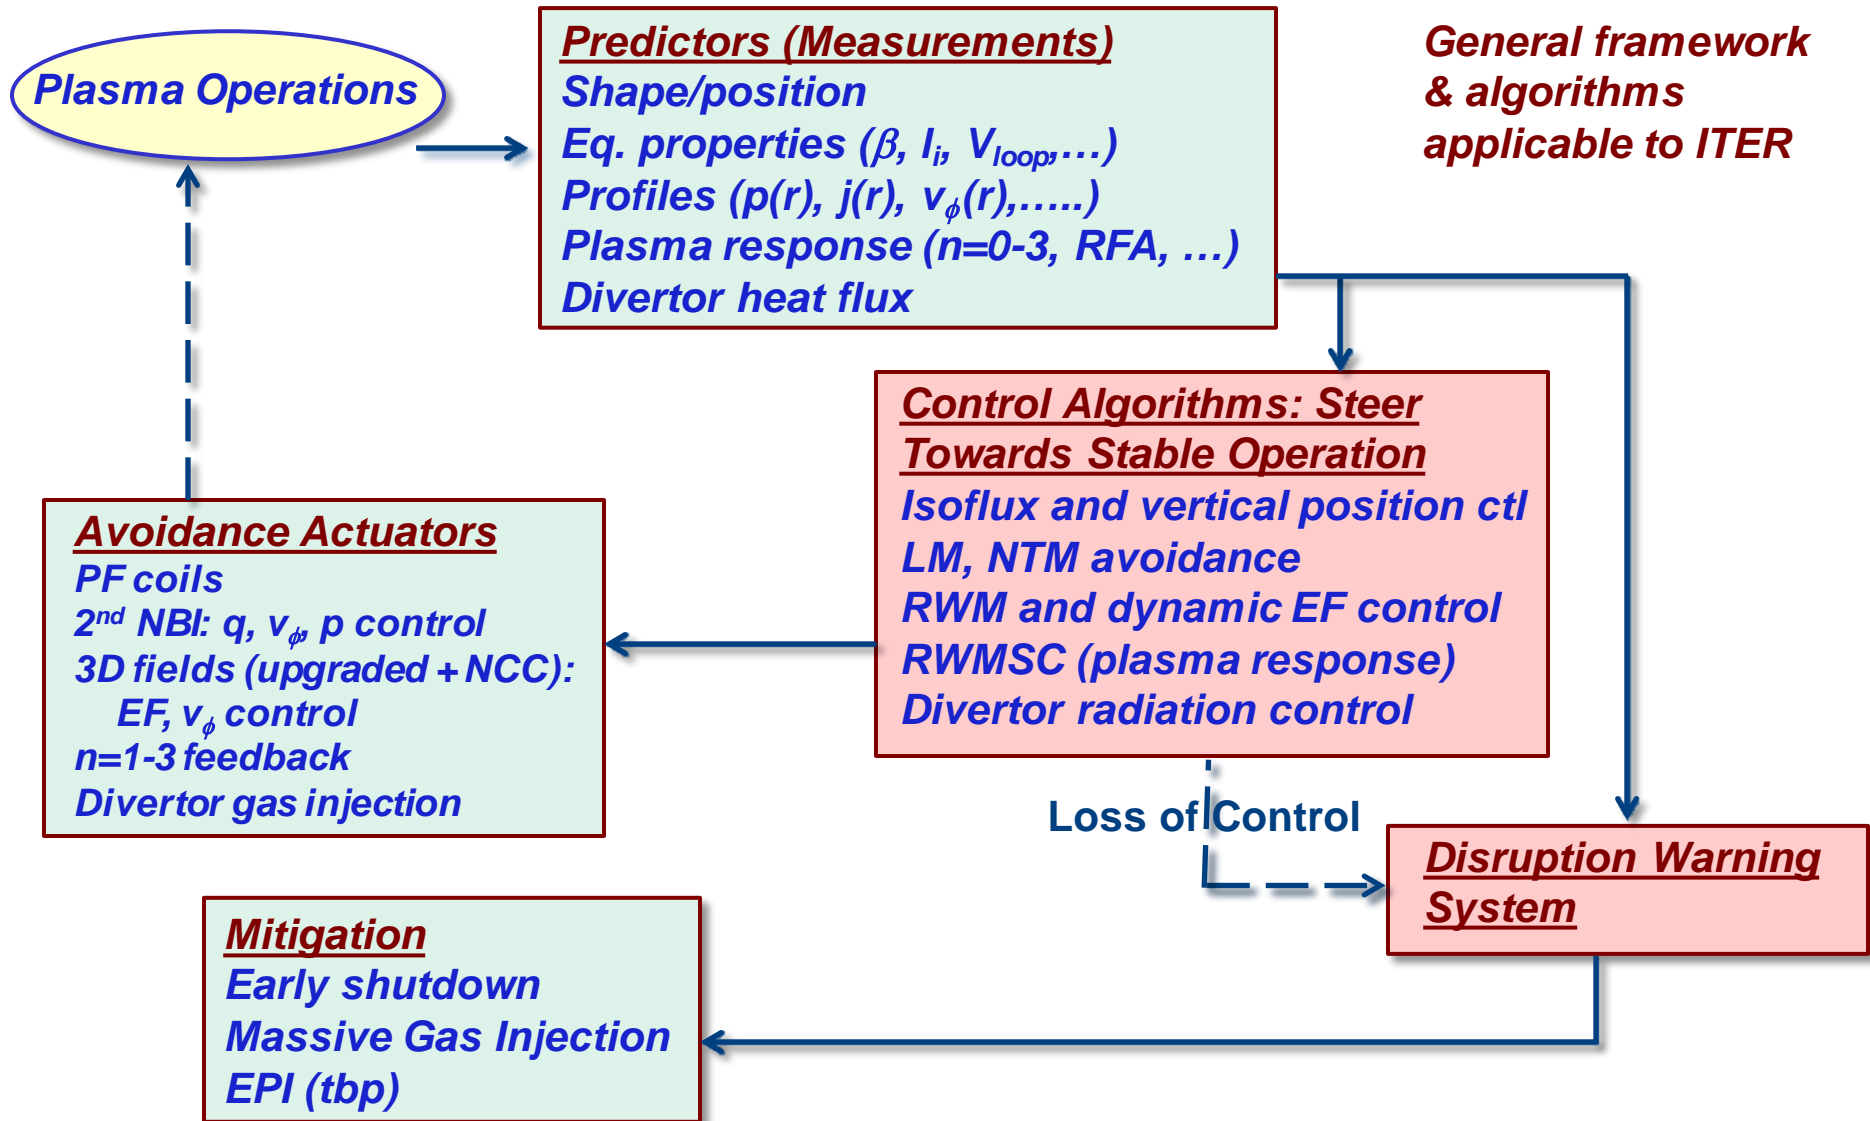 Plasma Operations
Predictors (Measurements)
Shape/position
Eq. properties (β, lᵢ, Vₗₒₒₚ,…)
Profiles (p(r), j(r), v_ϕ(r),…..)
Plasma response (n=0-3, RFA, …)
Divertor heat flux
General framework
& algorithms
applicable to ITER
Control Algorithms: Steer
Towards Stable Operation
Isoflux and vertical position ctl
LM, NTM avoidance
RWM and dynamic EF control
RWMSC (plasma response)
Divertor radiation control
Avoidance Actuators
PF coils
2ⁿᵈ NBI: q, v_ϕ, p control
3D fields (upgraded + NCC):
EF, v_ϕ control
n=1-3 feedback
Divertor gas injection
Loss of Control
Disruption Warning
System
Mitigation
Early shutdown
Massive Gas Injection
EPI (tbp)